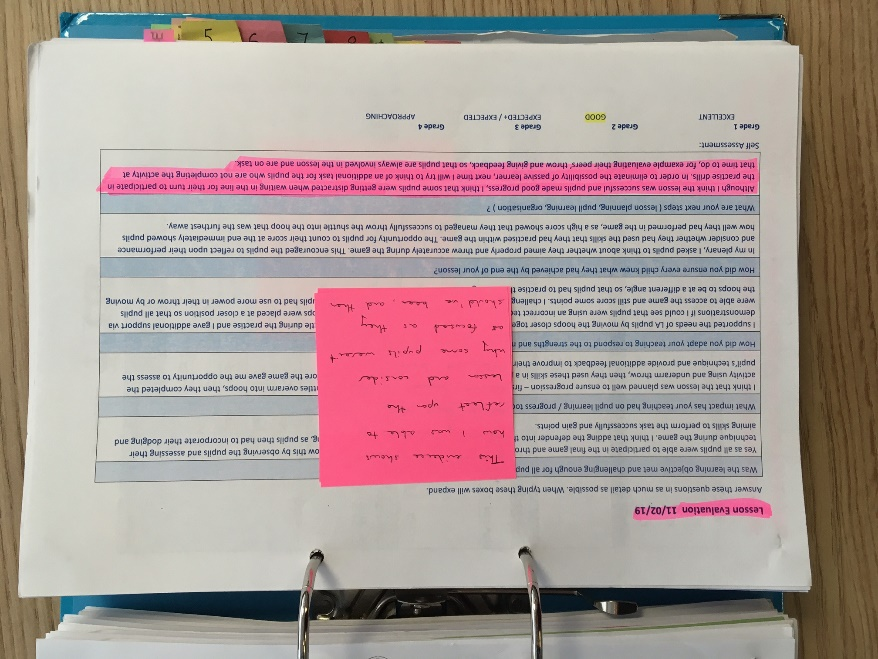 Lesson Evaluation 11/02/19
Answer these questions in as much detail as possible. When typing these boxes will expand.
Was the learning objective met and challenging enough for all pup
Yes as all pupils were able to participate in the final game and thr ow this by observing the pupils and assessing their
technique during the game. I think that adding the defender into th ng, as pupils then had to incorporate their dodging and
aiming skills to perform the task successfully and gain points.
What impact has your teaching had on pupil learning / progress to
I think that the lesson was planned well to ensure progression – firs ttles overarm into hoops, then they completed the
activity using and underarm throw, then they used these skills in a ore the game gave me the opportunity to assess the
pupil's technique and provide additional feedback to improve their
How did you adapt your teaching to respond to the strengths and n
I supported the needs of LA pupils by moving the hoops closer toge tle during the practise and I gave additional support via
demonstration if I could see that pupils were using an incorrect te ps were placed at a closer position so that all pupils
were able to access the game and still score some points. I challeng upils had to use more power in their throw or by moving
the hoops to be at a different angle, so that pupils had to practise t
How did you ensure every child knew what they had achieved by the end of your lesson?
In my plenary, I asked pupils to think about whether they aimed properly and threw accurately during the game. This encouraged the pupils to reflect upon their performance
and consider whether they had used the skills that they had practised within the game. The opportunity for pupils to count their score at the end immediately showed pupils
how well they had performed in the game, as a high score showed that they managed to successfully throw the shuttle into the hoop that was the furthest away.
What are your next steps ( lesson planning, pupil learning, organisation ) ?
Although I think the lesson was successful and pupils made good progress, I think that some pupils were getting distracted when waiting in the line for their turn to participate in
the practise drills. In order to eliminate the possibility of passive learner, next time I will try to think of an additional task for the pupils who are not completing the activity at
that time to do, for example evaluating their peers' throw and giving feedback, so that pupils are always involved in the lesson and are on task.
Self Assessment:
Grade 1 Grade 2 Grade 3 Grade 4
EXCELLENT GOOD EXPECTED+ / EXPECTED APPROACHING
This evidence shows
how I was able to
reflect upon the
lesson and consider
why some pupils weren't
as focused as they
should've been, and then
5
6
7
8